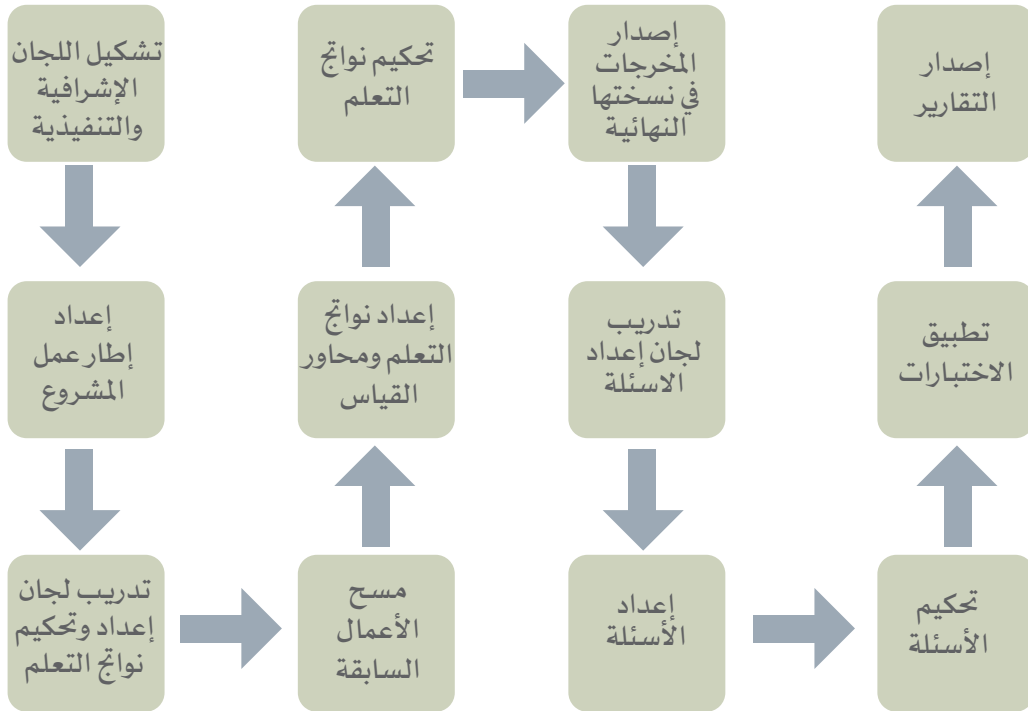 تشكيل اللجان
الإشرافية
والتنفيذية
إعداد
إطار عمل
المشروع
تدريب لجان
إعداد وتحكيم
نواتج التعلم
مسح
الأعمال
السابقة
إعداد نواتج
التعلم ومحاور
القياس
تحكيم نواتج
التعلم
إصدار
المخرجات
في نسختها
النهائية
تدريب
لجان إعداد
الاسئلة
إعداد
الأسئلة
تحكيم
الأسئلة
تطبيق
الاختبارات
إصدار
التقارير